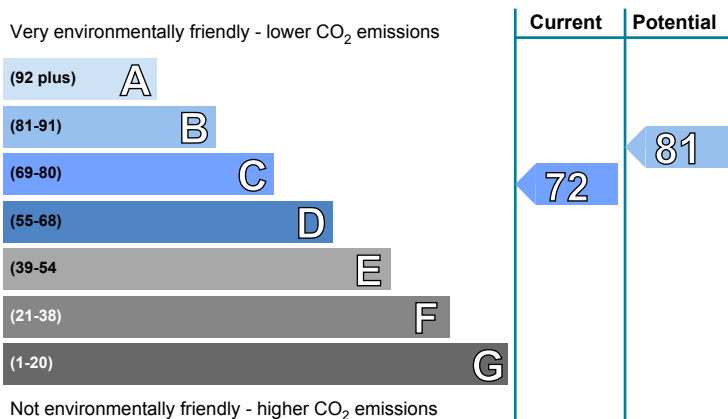 Current Potential
Very environmentally friendly - lower CO2 emissions
(92 plus) A
(81-91) B
81
(69-80) C
72
(55-68) D
(39-54 E
(21-38) F
(1-20) G
Not environmentally friendly - higher CO2 emissions